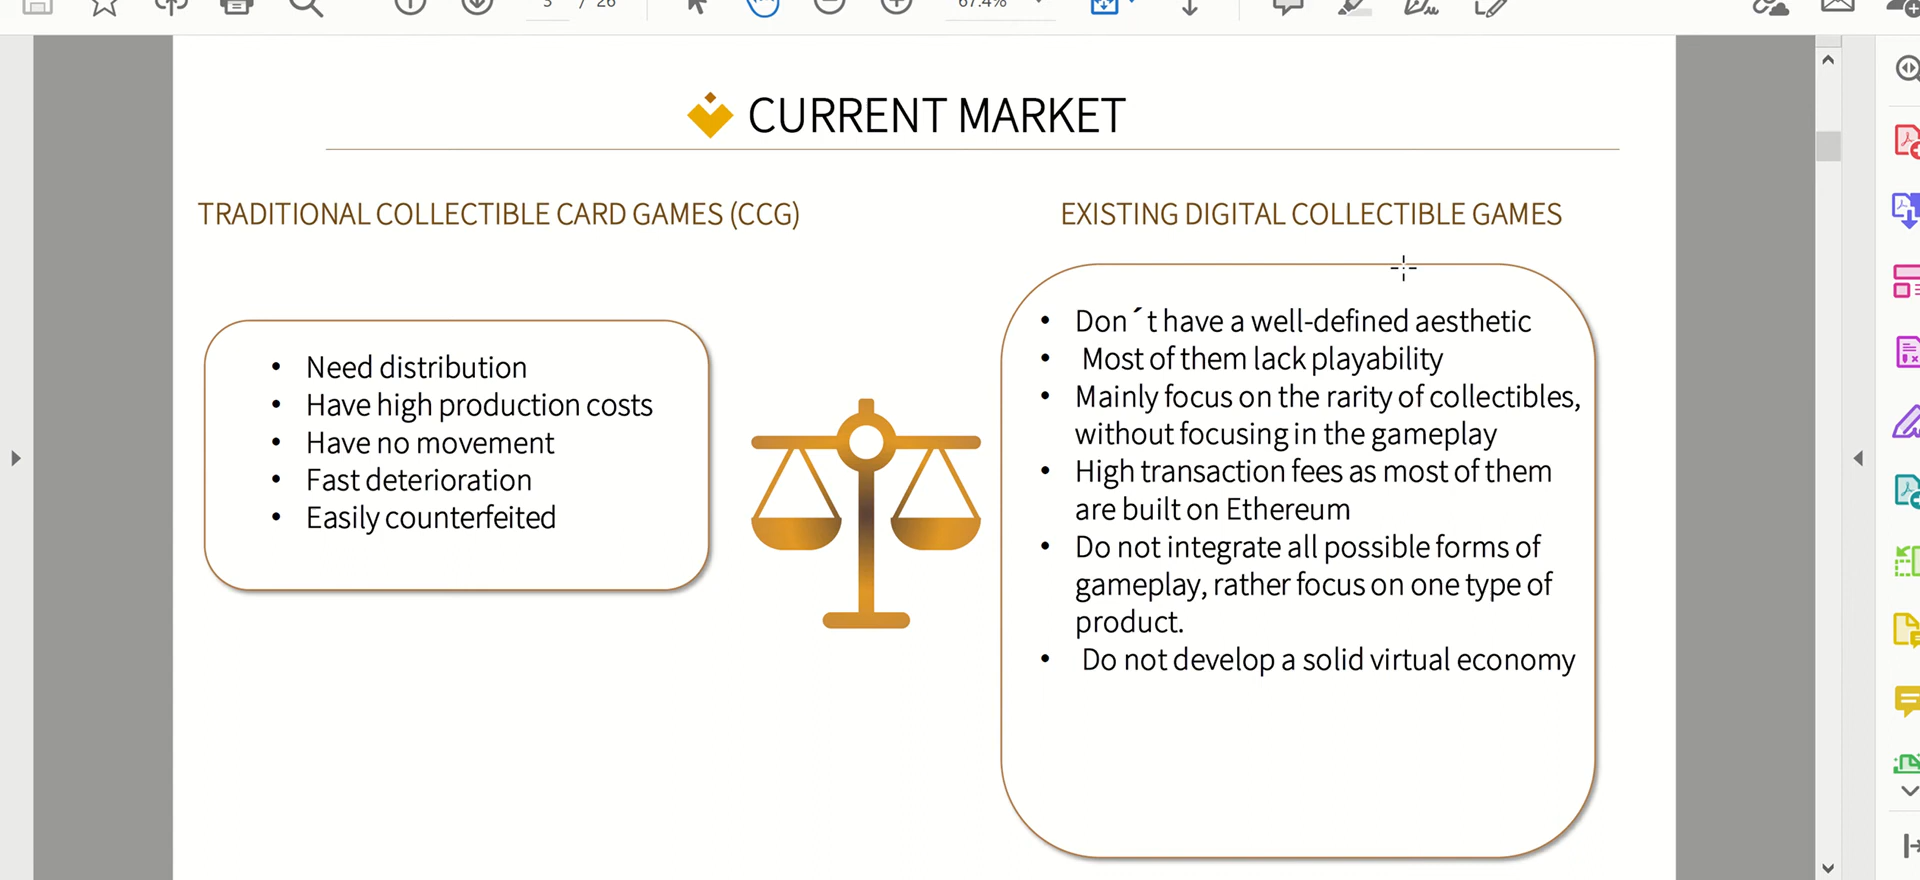 3 / 26
67.4%
CURRENT MARKET
TRADITIONAL COLLECTIBLE CARD GAMES (CCG)
• Need distribution
• Have high production costs
• Have no movement
• Fast deterioration
• Easily counterfeited
EXISTING DIGITAL COLLECTIBLE GAMES
• Don´t have a well-defined aesthetic
• Most of them lack playability
• Mainly focus on the rarity of collectibles,
without focusing in the gameplay
• High transaction fees as most of them
are built on Ethereum
• Do not integrate all possible forms of
gameplay, rather focus on one type of
product.
• Do not develop a solid virtual economy